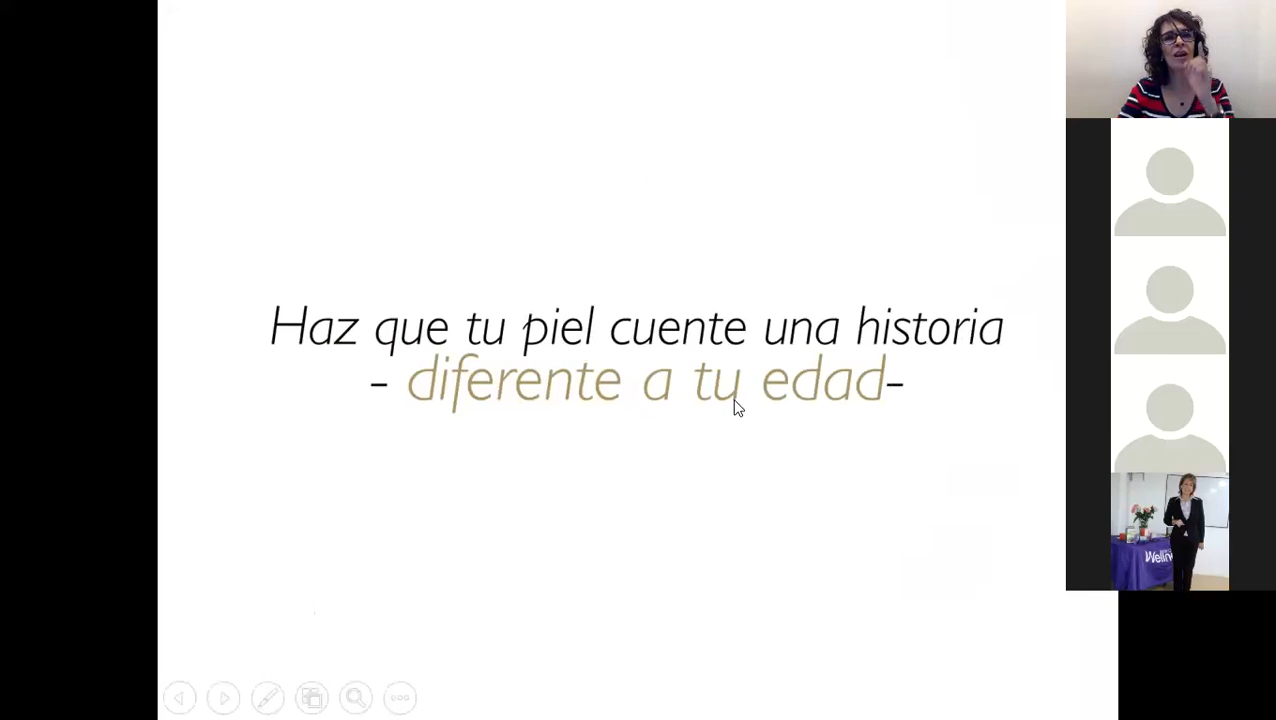 Haz que tu piel cuente una historia
- diferente a tu edad-